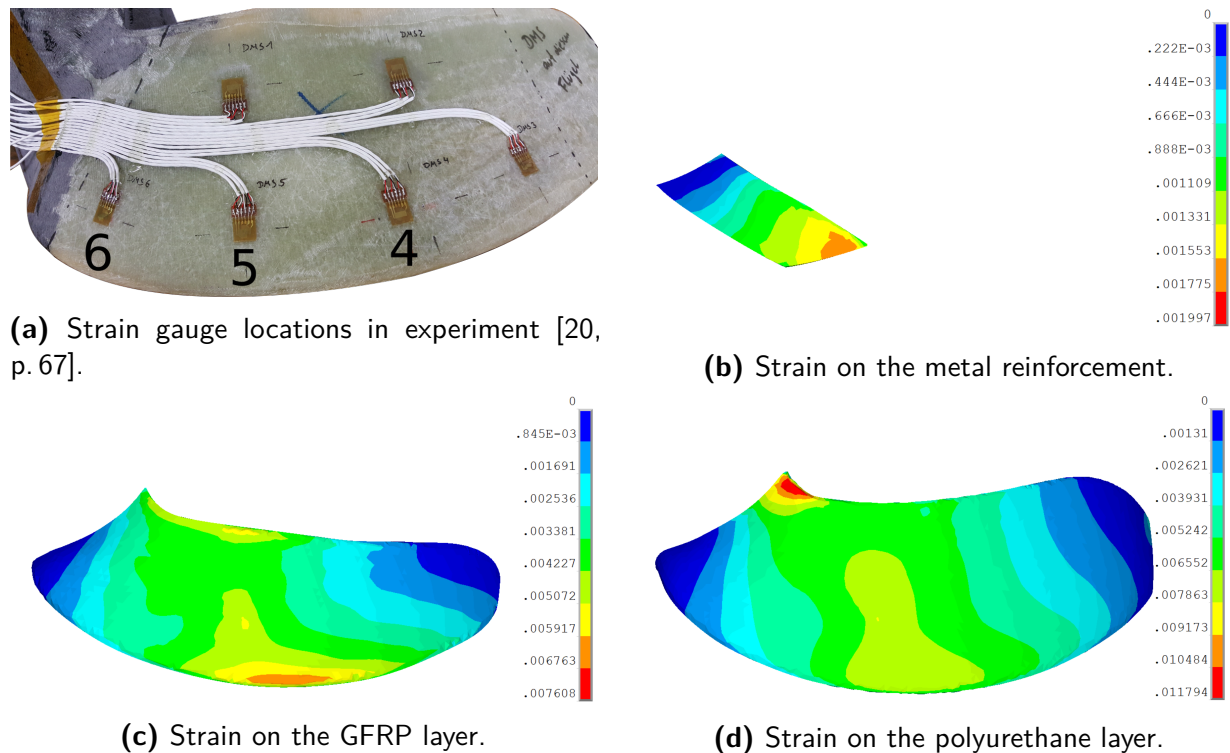 DMS1
DMS2
DMS
auf diesem
Flügel
DMS3
DMS4
DMS5
DMS6
6
5
4
(a) Strain gauge locations in experiment [20,
p. 67].
0
.222E-03
.444E-03
.666E-03
.888E-03
.001109
.001331
.001553
.001775
.001997
(b) Strain on the metal reinforcement.
0
.845E-03
.001691
.002536
.003381
.004227
.005072
.005917
.006763
.007608
(c) Strain on the GFRP layer.
0
.00131
.002621
.003931
.005242
.006552
.007863
.009173
.010484
.011794
(d) Strain on the polyurethane layer.